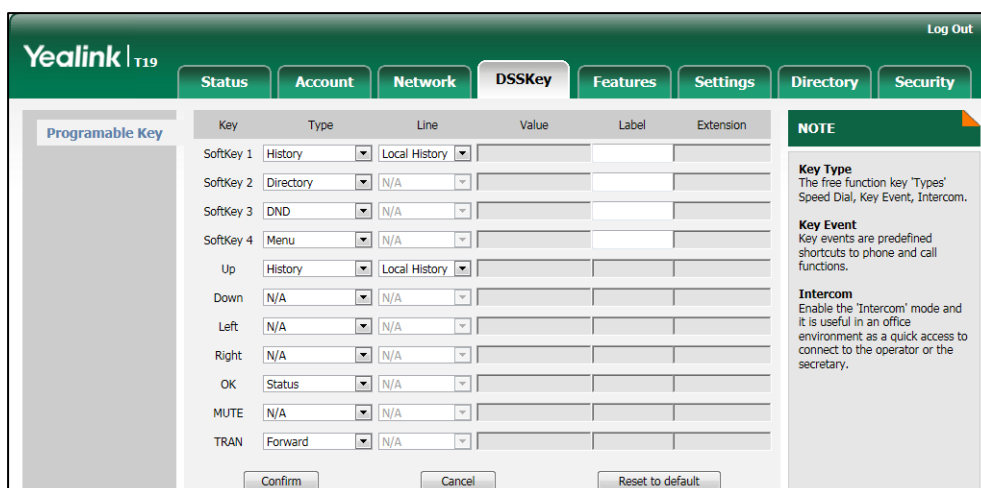 Log Out
Yealink T19
Status Account Network DSSKey Features Settings Directory Security
Programable Key
Key Type Line Value Label Extension
SoftKey 1 History Local History
SoftKey 2 Directory N/A
SoftKey 3 DND N/A
SoftKey 4 Menu N/A
Up History Local History
Down N/A N/A
Left N/A N/A
Right N/A N/A
OK Status N/A
MUTE N/A N/A
TRAN Forward N/A
Confirm Cancel Reset to default
NOTE
Key Type
The free function key 'Types'
Speed Dial, Key Event, Intercom.
Key Event
Key events are predefined
shortcuts to phone and call
functions.
Intercom
Enable the 'Intercom' mode and
it is useful in an office
environment as a quick access to
connect to the operator or the
secretary.